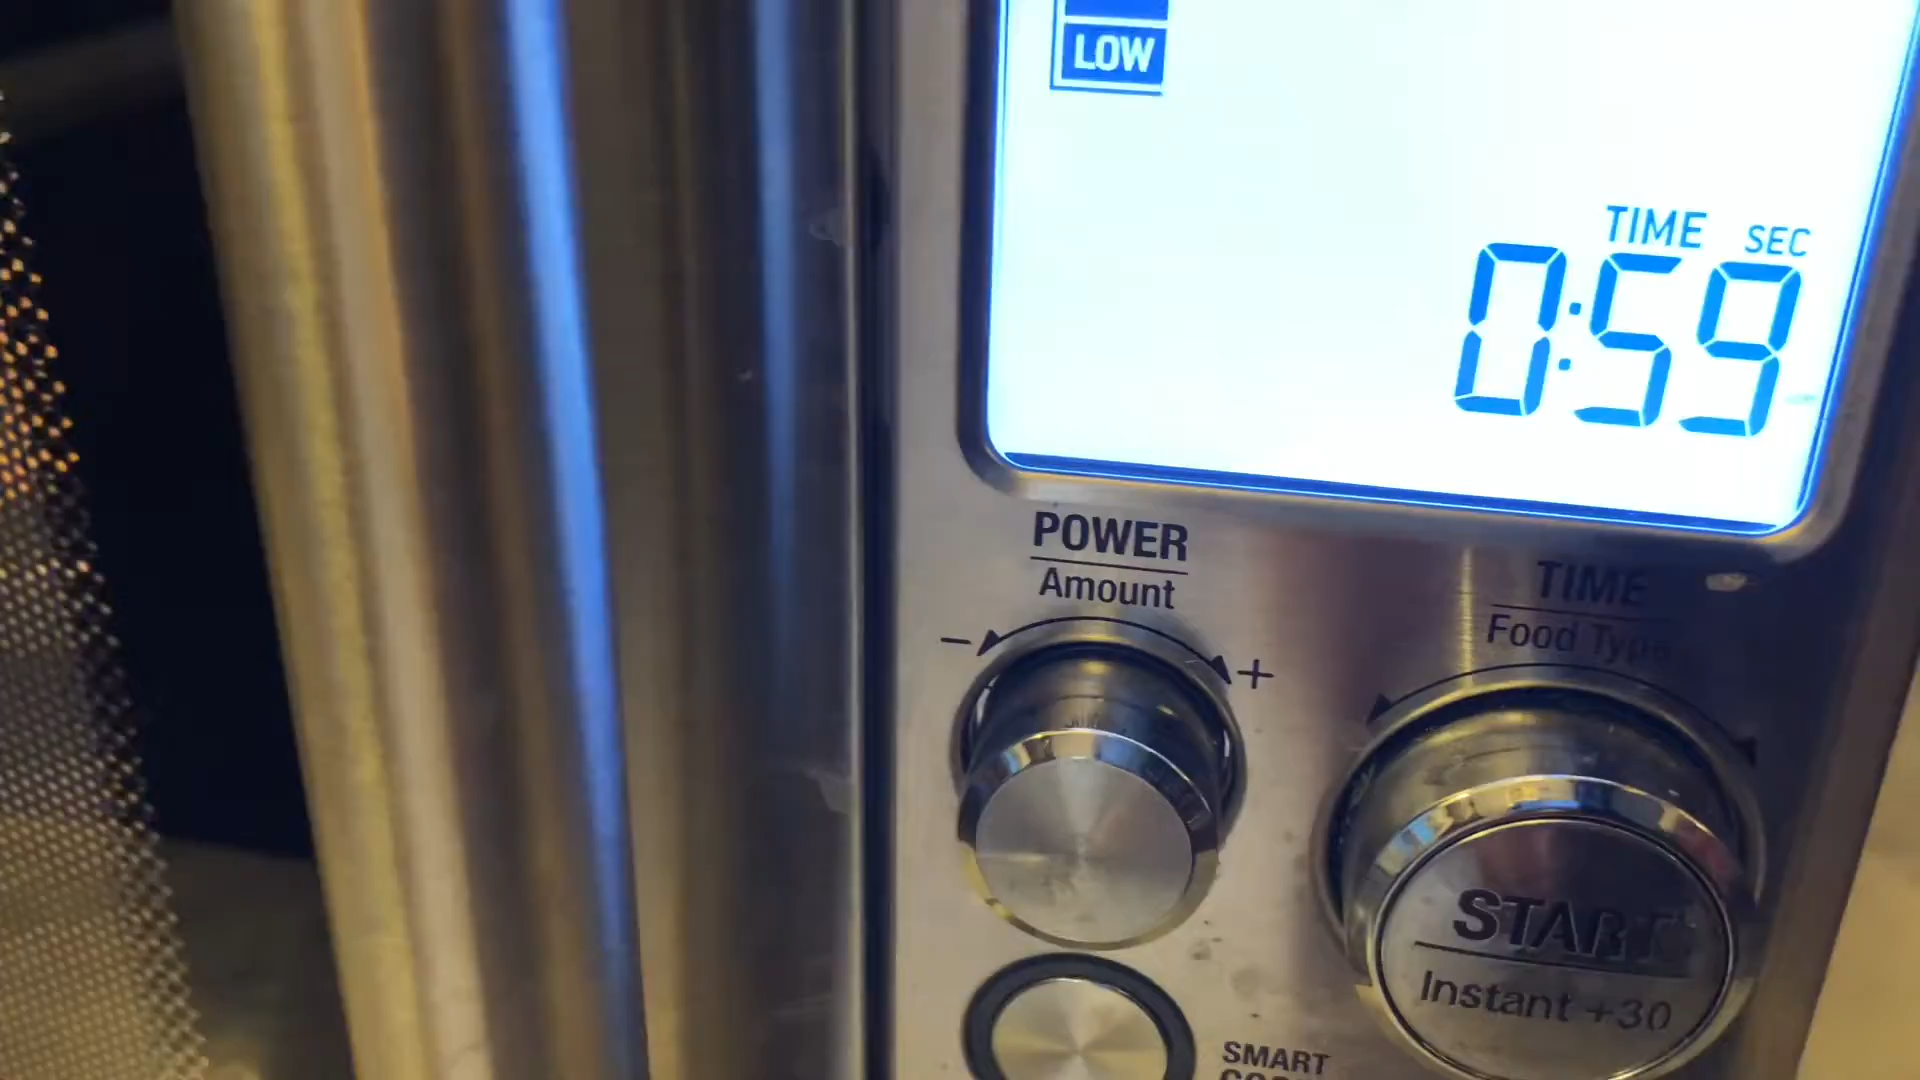 LOW
TIME SEC
0:59
POWER
Amount
TIME
Food Type
- +
START
Instant +30
SMART